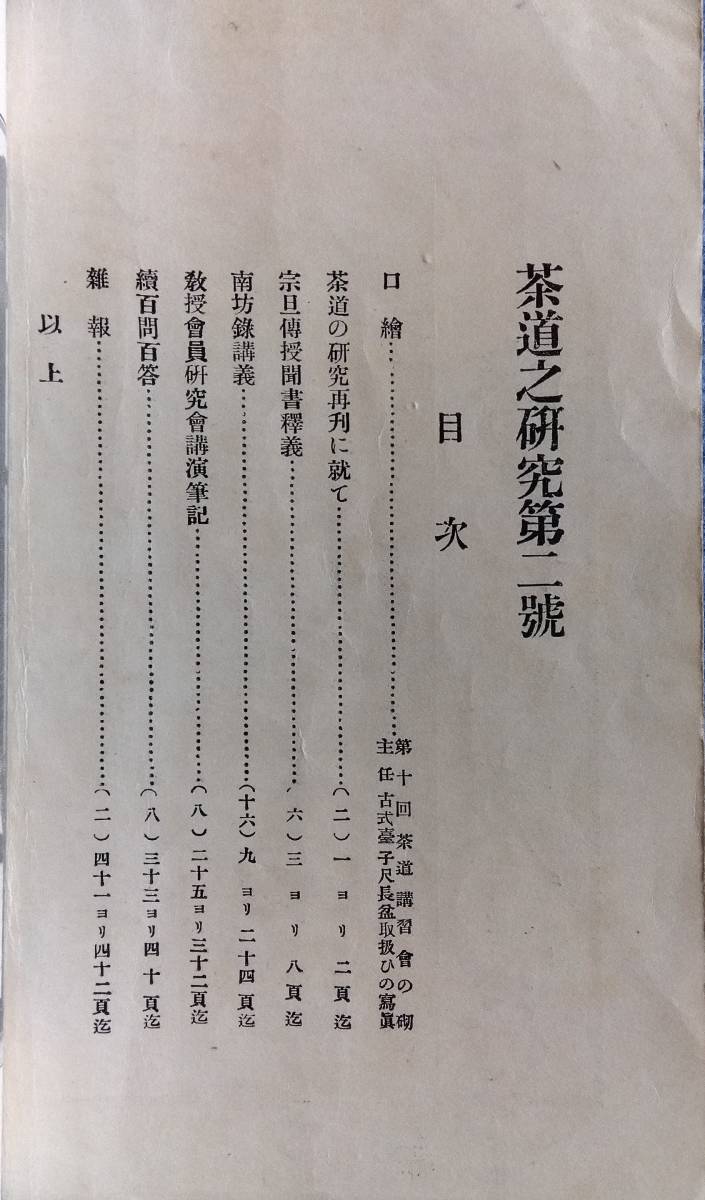 茶道之硏究第二號
目次
口繪……………………第十回茶道講習會の砌
主任古式臺子尺長盆取扱ひの寫眞
茶道の硏究再刋に就て……………………(二)一ヨリ二頁迄
宗旦傳授聞書釋義……………………(六)三ヨリ八頁迄
南坊錄講義……………………(十六)九ヨリ二十四頁迄
敎授會員硏究會講演筆記……………………(八)二十五ヨリ三十二頁迄
續百問百答……………………(八)三十三ヨリ四十頁迄
雜報……………………(二)四十一ヨリ四十二頁迄
以上